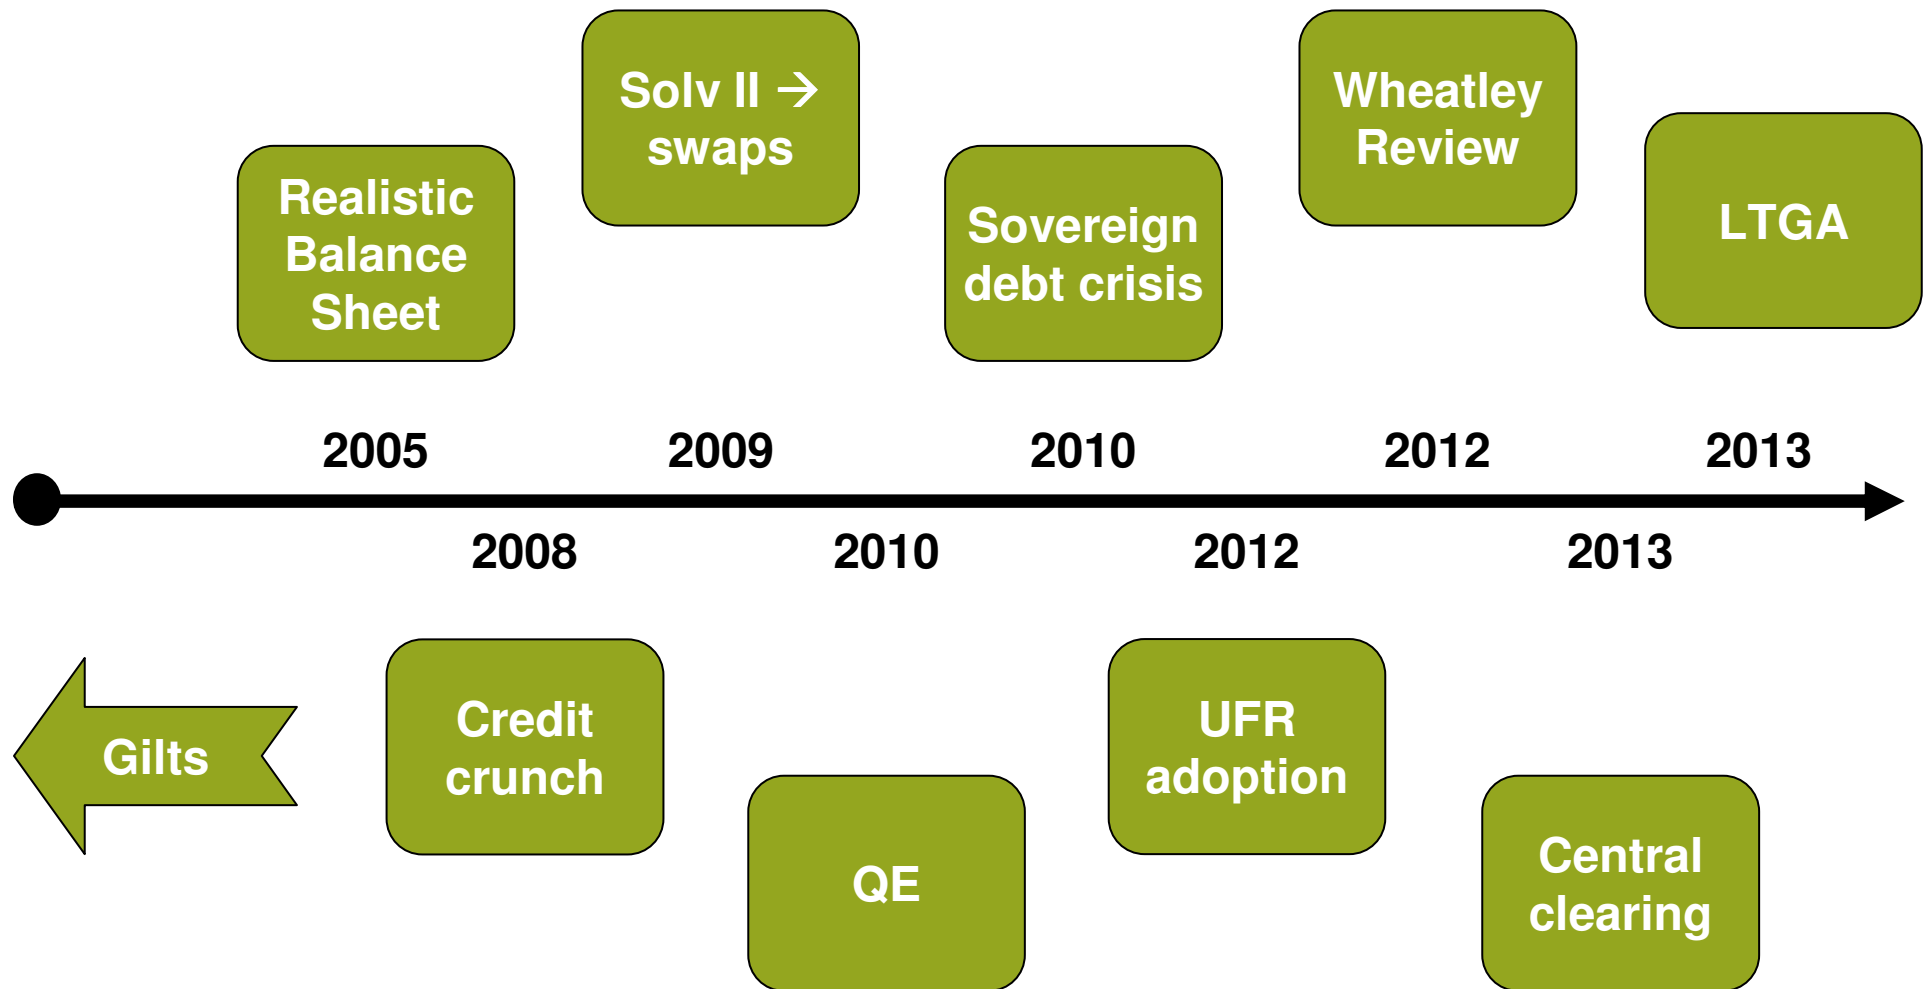 Realistic
Balance
Sheet
Solv II →
swaps
Sovereign
debt crisis
Wheatley
Review
LTGA
2005
2009
2010
2012
2013
2008
2010
2012
2013
Gilts
Credit
crunch
QE
UFR
adoption
Central
clearing